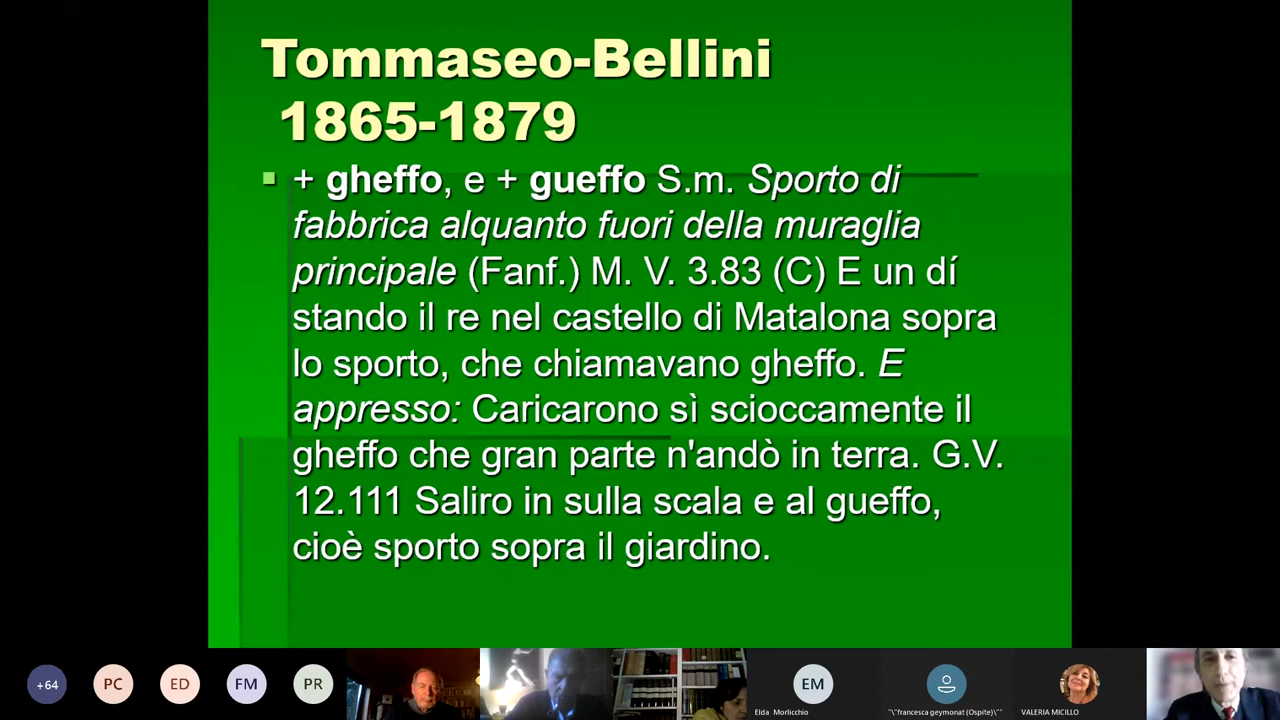 Tommaseo-Bellini
1865-1879
+ gheffo, e + gueffo S.m. Sporto di
fabbrica alquanto fuori della muraglia
principale (Fanf.) M. V. 3.83 (C) E un dí
stando il re nel castello di Matalona sopra
lo sporto, che chiamavano gheffo. E
appresso: Caricarono sì scioccamente il
gheffo che gran parte n'andò in terra. G.V.
12.111 Saliro in sulla scala e al gueffo,
cioè sporto sopra il giardino.
+64
PC
ED
FM
PR
EM
Elda Morlicchio
"\"francesca geymonat (Ospite)\""
VALERIA MICILLO